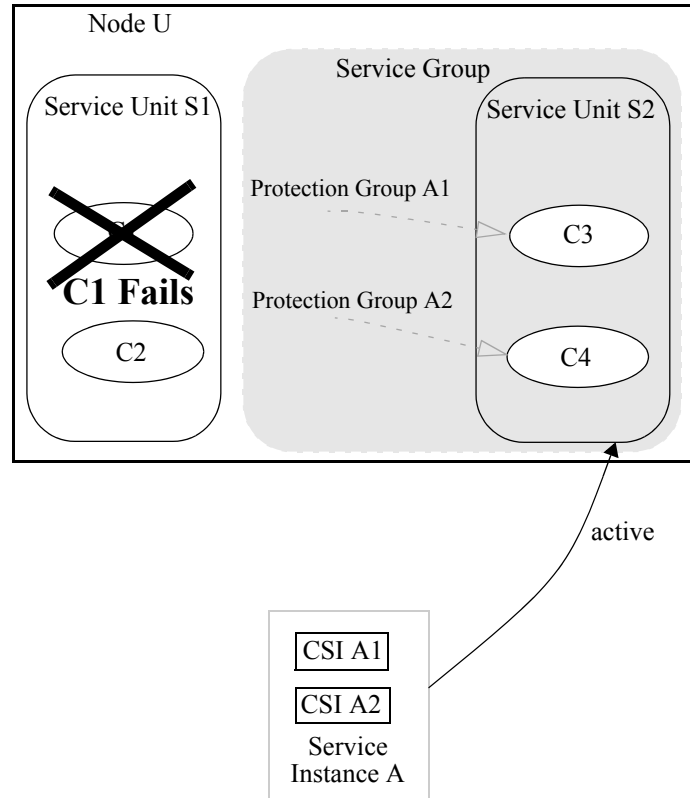 Node U
Service Group
Service Unit S1
Service Unit S2
Protection Group A1
C3
C1 Fails
Protection Group A2
C2
C4
active
CSI A1
CSI A2
Service
Instance A